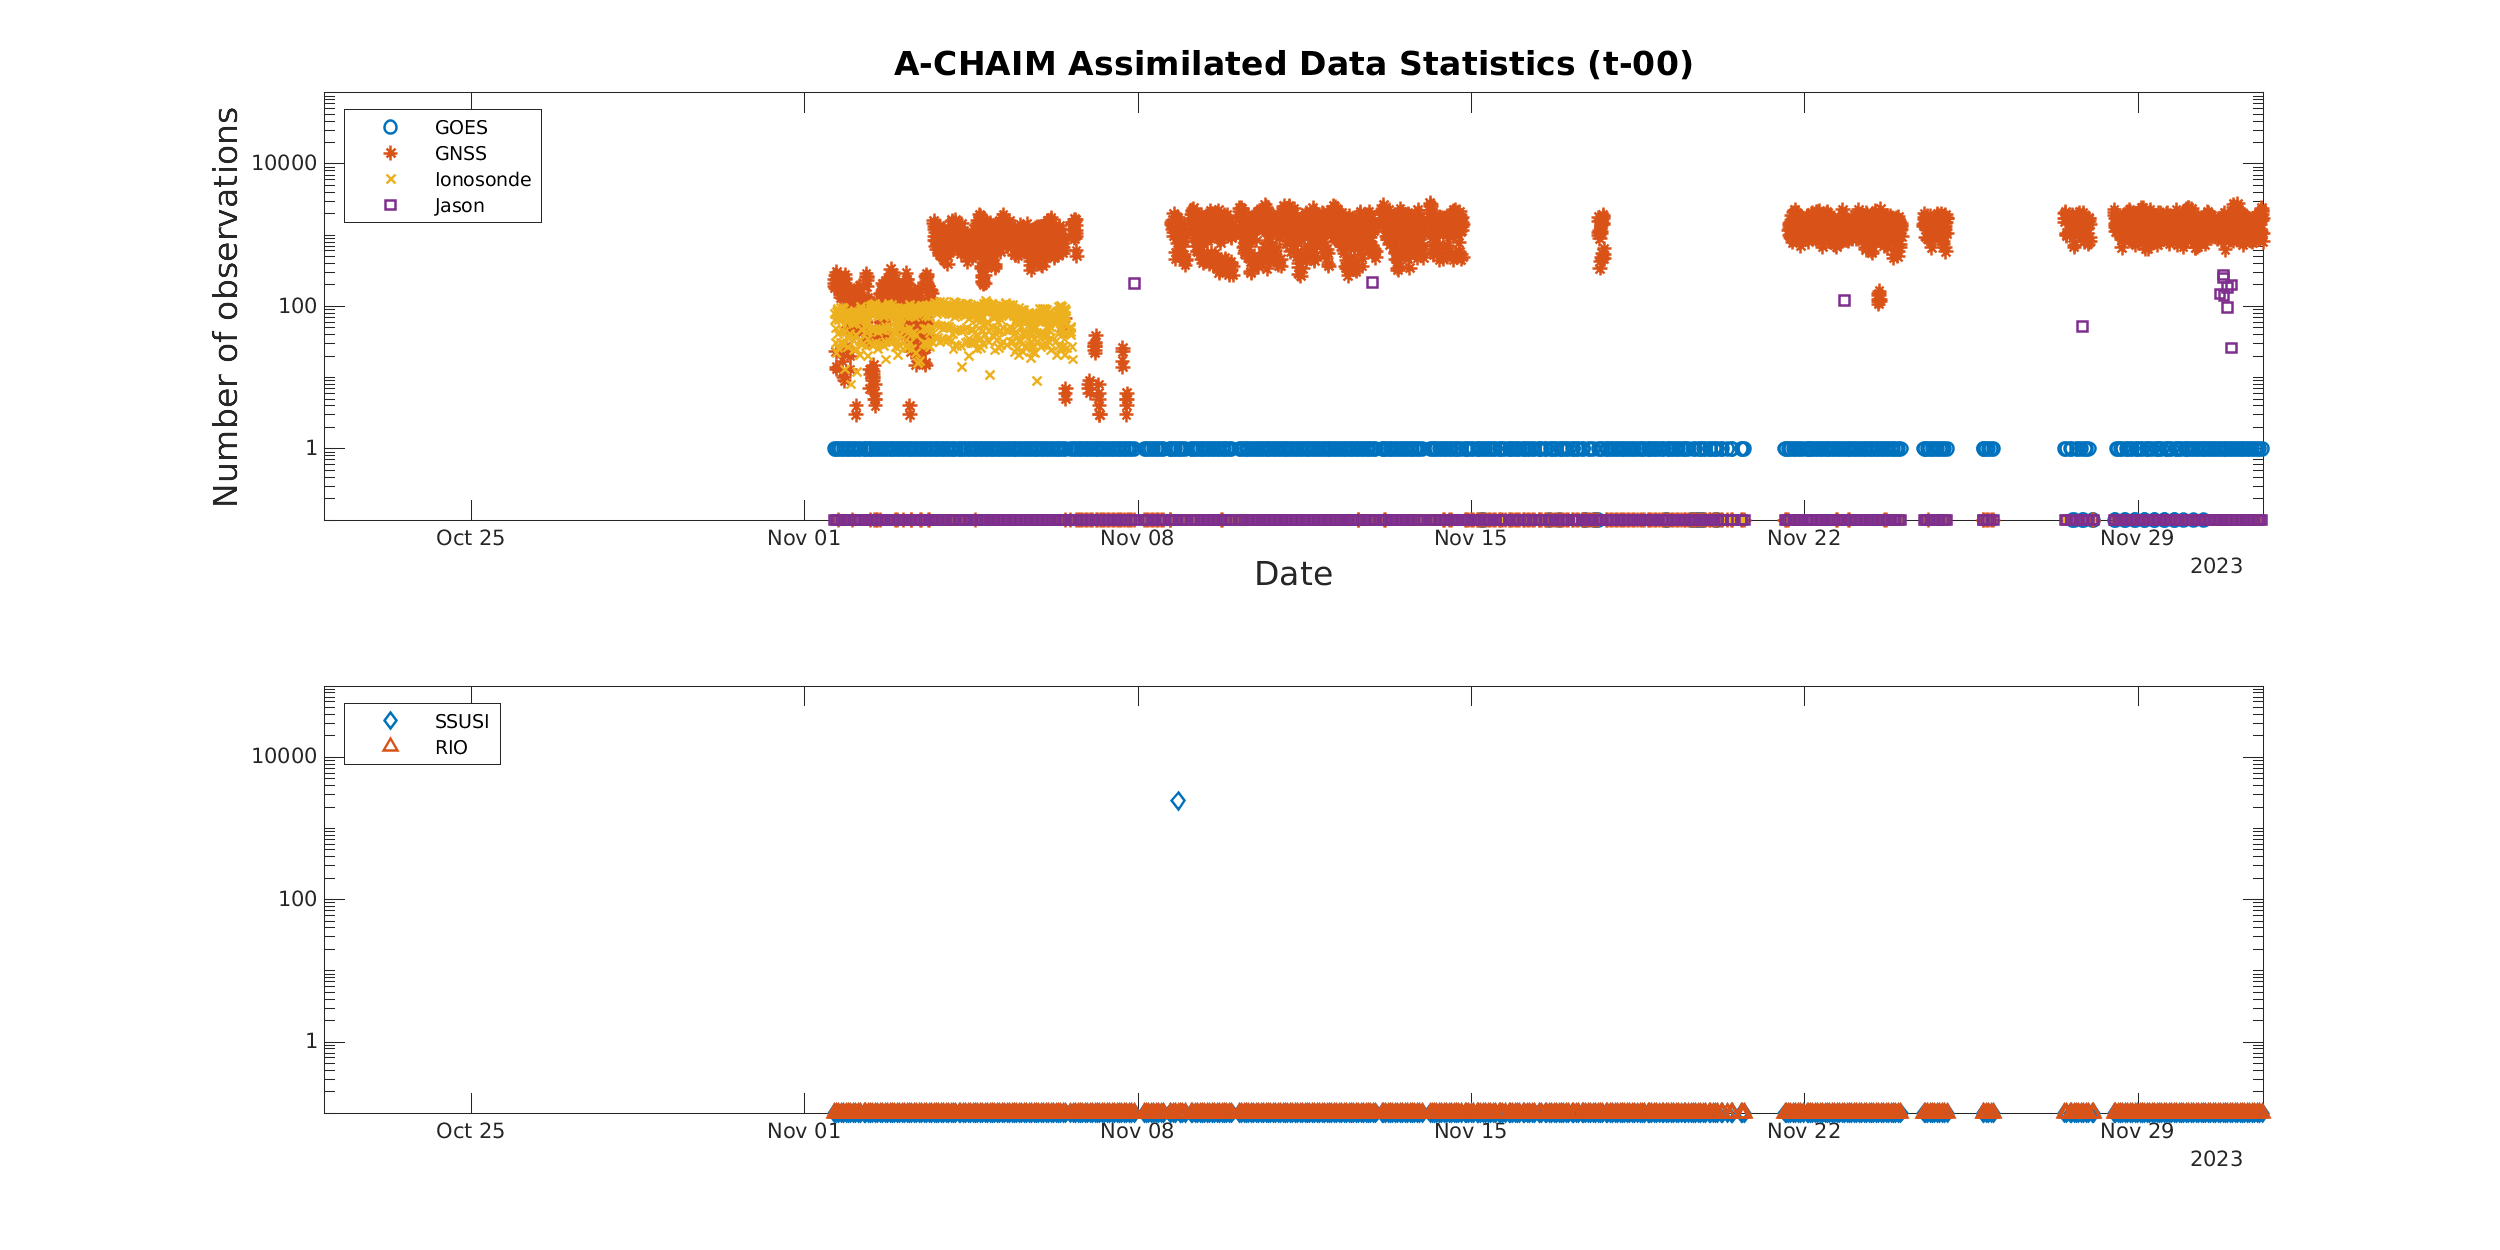 A-CHAIM Assimilated Data Statistics (t-00)
Number of observations
10000
100
1
GOES
GNSS
Ionosonde
Jason
Oct 25 Nov 01 Nov 08 Nov 15 Nov 22 Nov 29
2023
Date
10000
100
1
SSUSI
RIO
Oct 25 Nov 01 Nov 08 Nov 15 Nov 22 Nov 29
2023